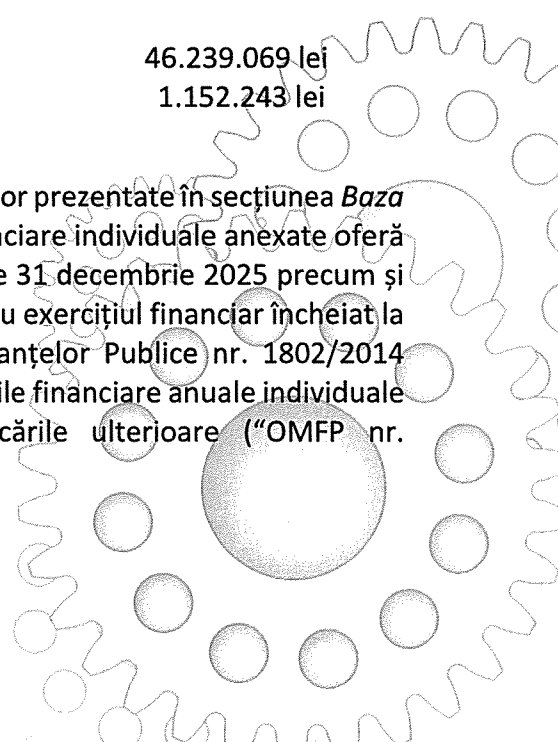 46.239.069 lei
1.152.243 lei
or prezentate în secțiunea Baza
nciare individuale anexate oferă
e 31 decembrie 2025 precum și
u exercițiul financiar încheiat la
anțelor Publice nr. 1802/2014
ile financiare anuale individuale
cările ulterioare (“OMFP nr.